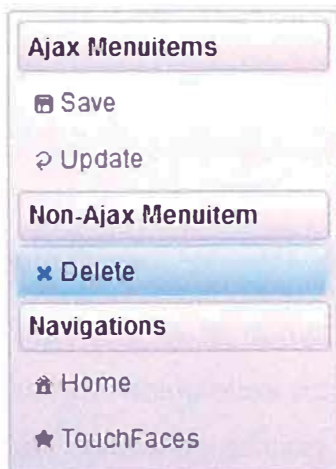 Ajax Menuitems
Save
Update
Non-Ajax Menuitem
Delete
Navigations
Home
TouchFaces